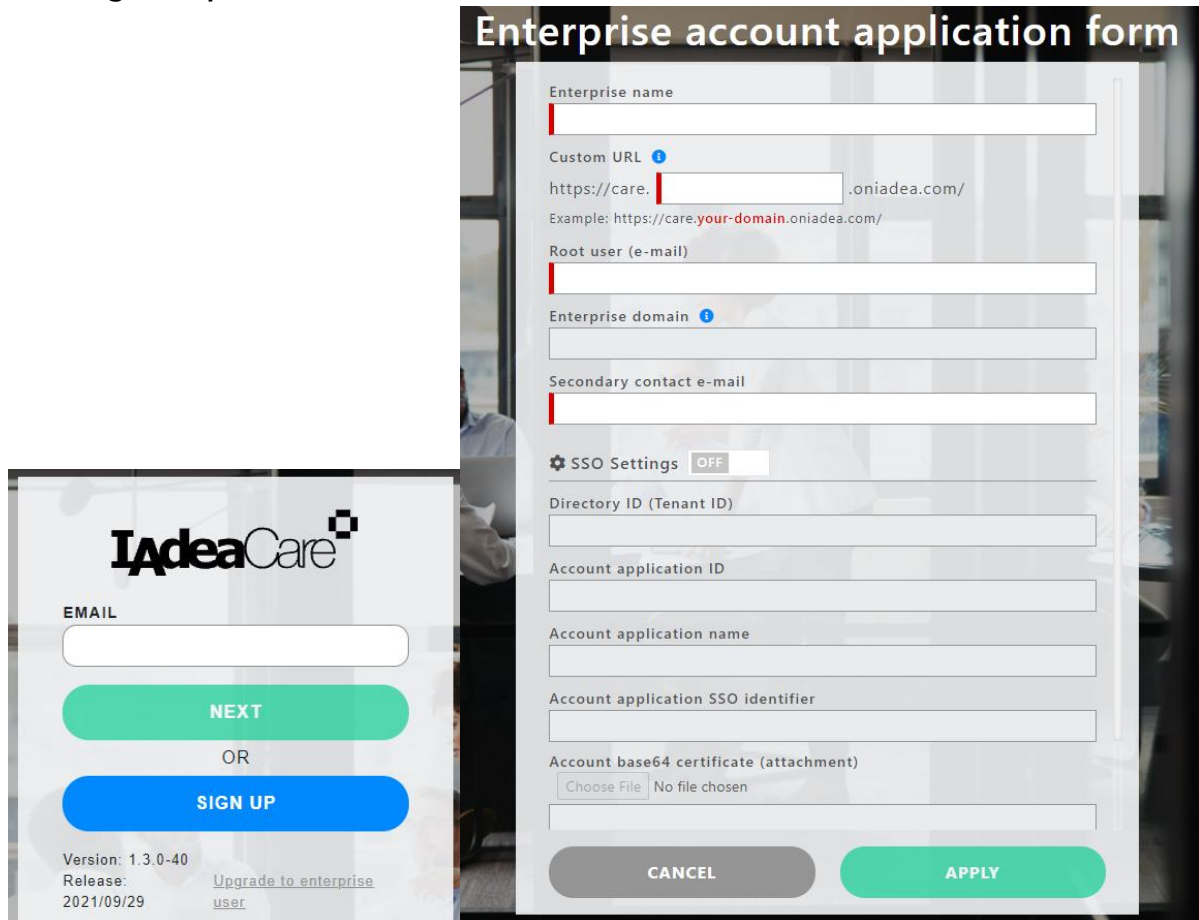 Enterprise account application form
Enterprise name
Custom URL
https://care. .oniadea.com/
Example: https://care.your-domain.oniadea.com/
Root user (e-mail)
Enterprise domain
Secondary contact e-mail
SSO Settings OFF
Directory ID (Tenant ID)
Account application ID
Account application name
Account application SSO identifier
Account base64 certificate (attachment)
Choose File No file chosen
CANCEL APPLY
IAdeaCare
EMAIL
NEXT
OR
SIGN UP
Version: 1.3.0-40
Release: Upgrade to enterprise
2021/09/29 user